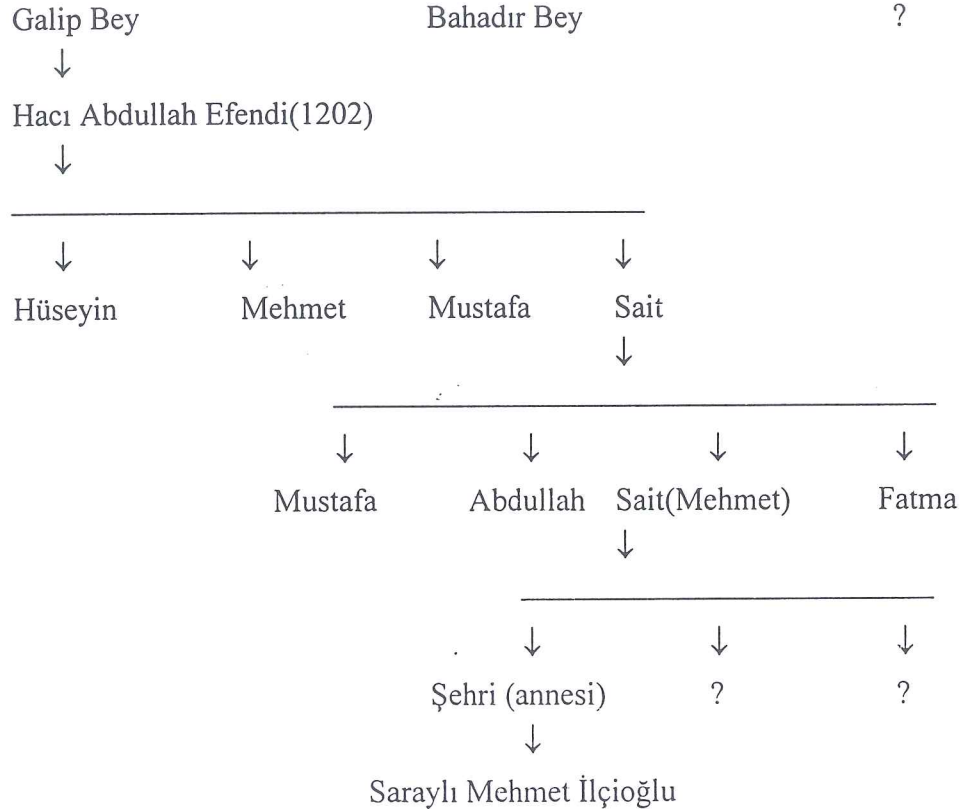 Galip Bey Bahadır Bey ?
↓
Hacı Abdullah Efendi(1202)
↓
↓ ↓ ↓ ↓
Hüseyin Mehmet Mustafa Sait
↓
↓ ↓ ↓ ↓
Mustafa Abdullah Sait(Mehmet) Fatma
↓
↓ ↓ ↓
Şehri (annesi) ? ?
↓
Saraylı Mehmet İlçioğlu